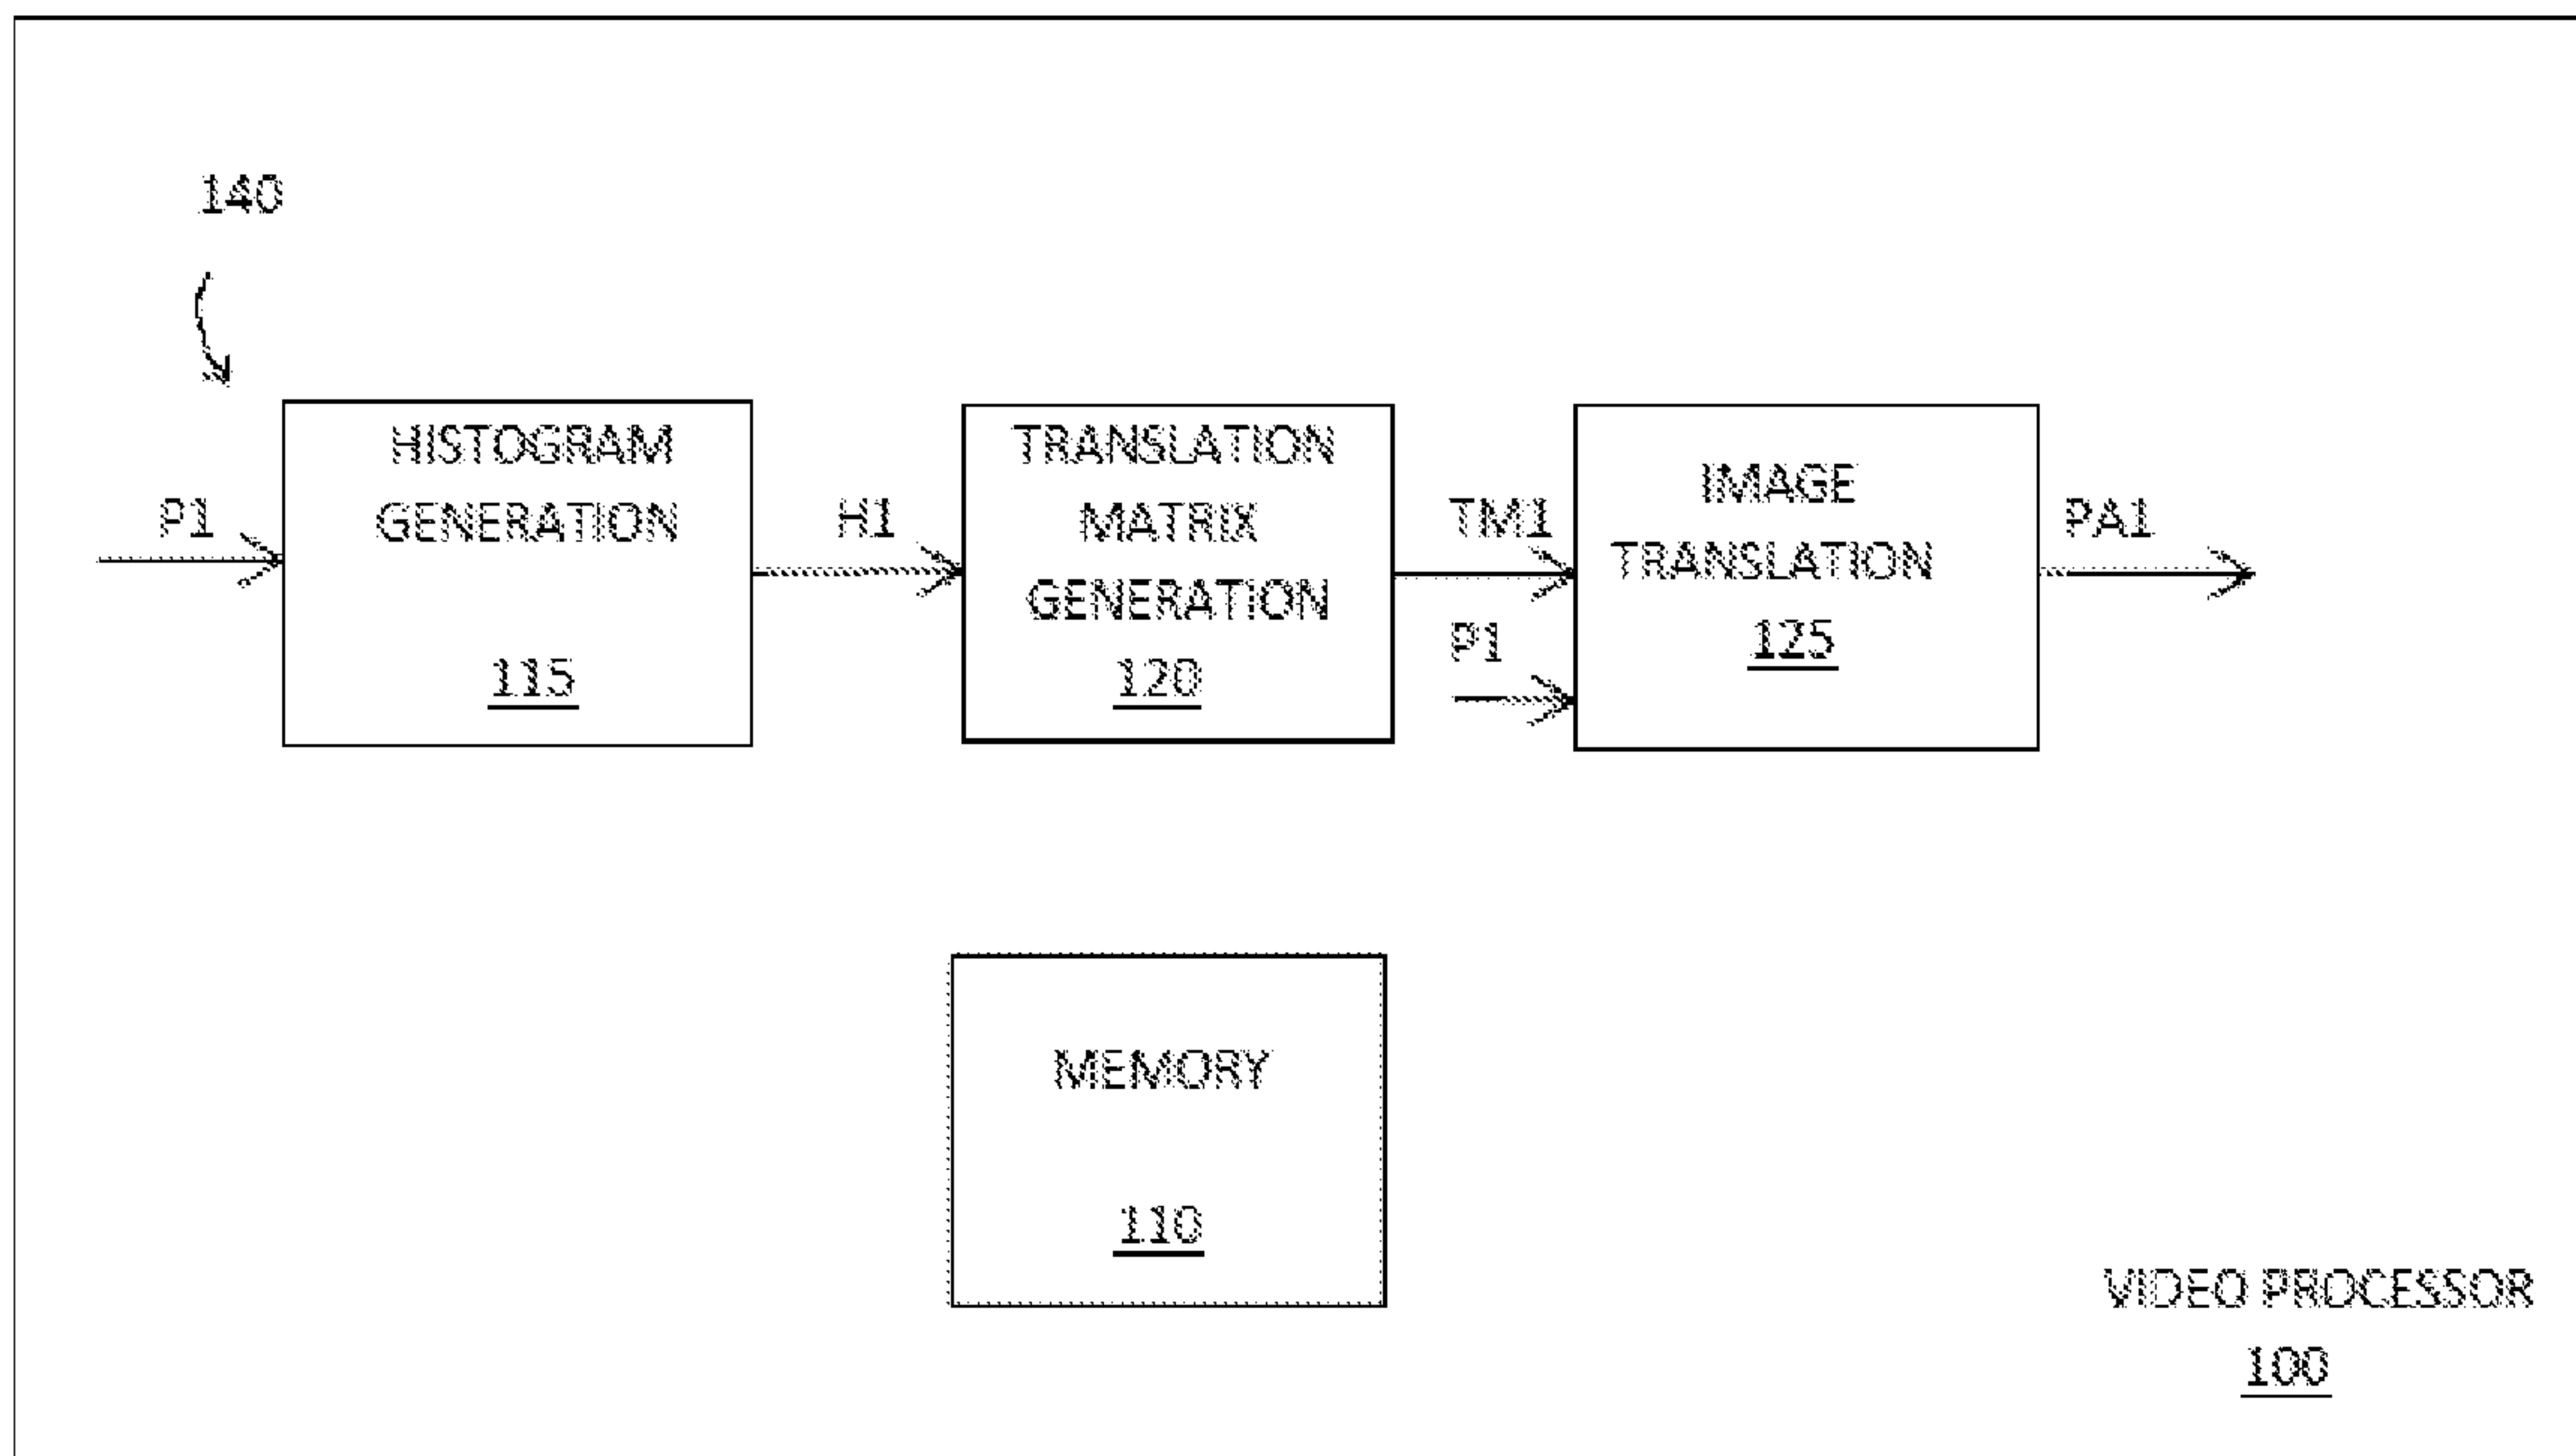 140
P1
HISTOGRAM
GENERATION
115
H1
TRANSLATION
MATRIX
GENERATION
120
TM1
P1
IMAGE
TRANSLATION
125
PA1
MEMORY
110
VIDEO PROCESSOR
100